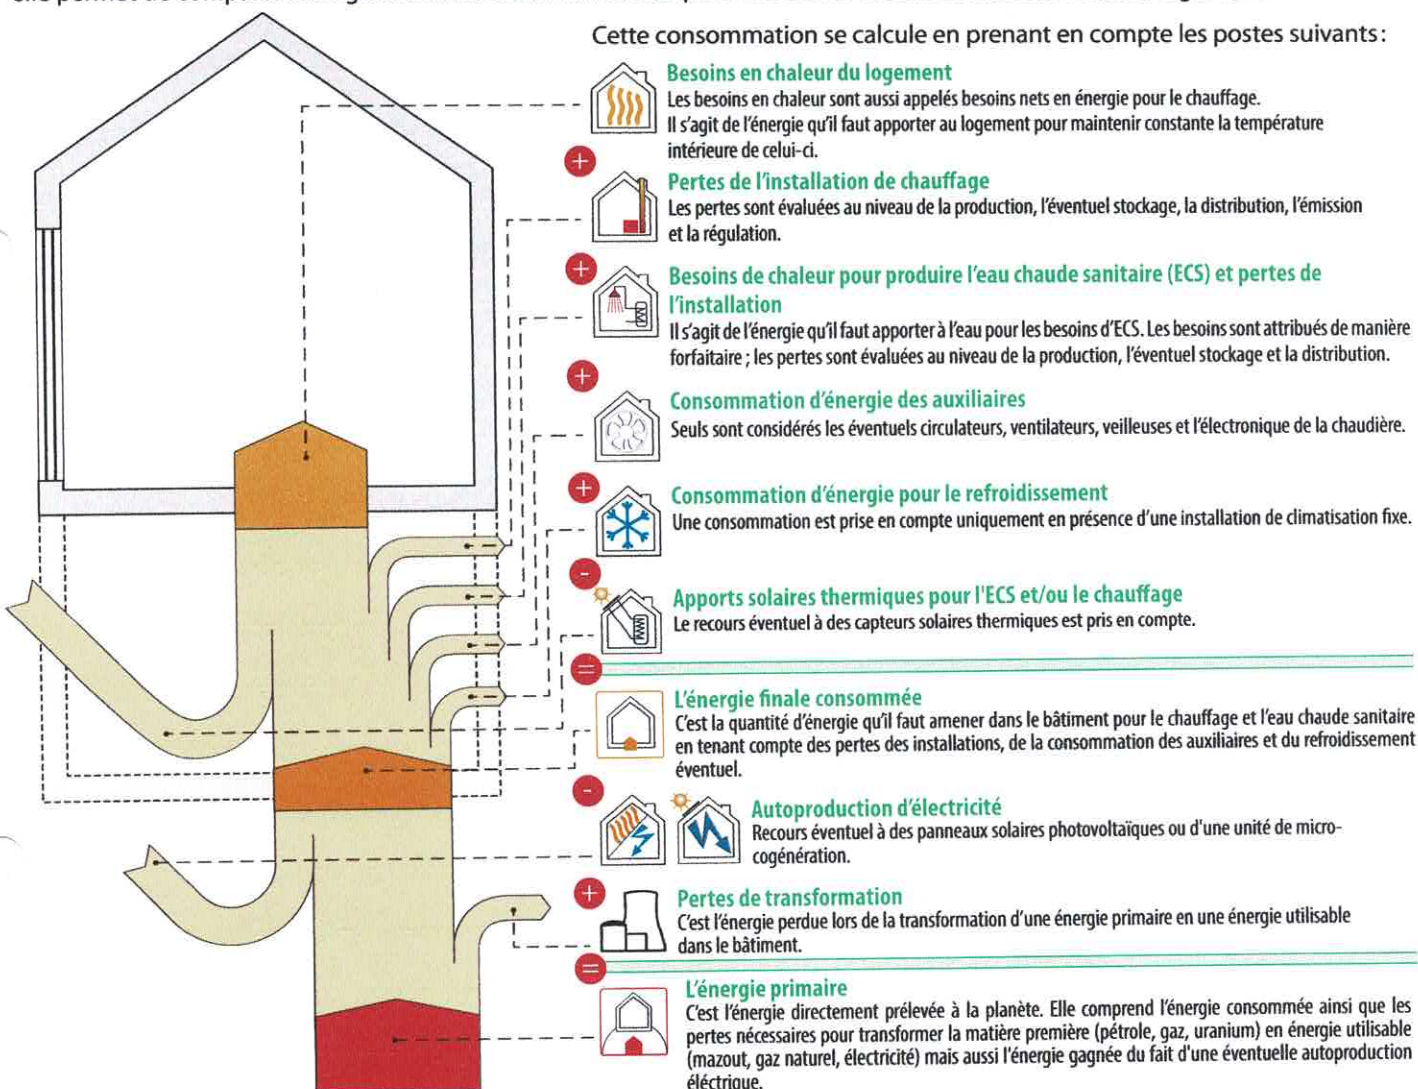 Cette consommation se calcule en prenant en compte les postes suivants :
Besoins en chaleur du logement
Les besoins en chaleur sont aussi appelés besoins nets en énergie pour le chauffage.
Il s'agit de l'énergie qu'il faut apporter au logement pour maintenir constante la température
intérieure de celui-ci.
+
Pertes de l'installation de chauffage
Les pertes sont évaluées au niveau de la production, l'éventuel stockage, la distribution, l'émission
et la régulation.
+
Besoins de chaleur pour produire l'eau chaude sanitaire (ECS) et pertes de
l'installation
Il s'agit de l'énergie qu'il faut apporter à l'eau pour les besoins d'ECS. Les besoins sont attribués de manière
forfaitaire ; les pertes sont évaluées au niveau de la production, l'éventuel stockage et la distribution.
+
Consommation d'énergie des auxiliaires
Seuls sont considérés les éventuels circulateurs, ventilateurs, veilleuses et l'électronique de la chaudière.
+
Consommation d'énergie pour le refroidissement
Une consommation est prise en compte uniquement en présence d'une installation de climatisation fixe.
-
Apports solaires thermiques pour l'ECS et/ou le chauffage
Le recours éventuel à des capteurs solaires thermiques est pris en compte.
=
L'énergie finale consommée
C'est la quantité d'énergie qu'il faut amener dans le bâtiment pour le chauffage et l'eau chaude sanitaire
en tenant compte des pertes des installations, de la consommation des auxiliaires et du refroidissement
éventuel.
-
Autoproduction d'électricité
Recours éventuel à des panneaux solaires photovoltaïques ou d'une unité de micro-
cogénération.
+
Pertes de transformation
C'est l'énergie perdue lors de la transformation d'une énergie primaire en une énergie utilisable
dans le bâtiment.
=
L'énergie primaire
C'est l'énergie directement prélevée à la planète. Elle comprend l'énergie consommée ainsi que les
pertes nécessaires pour transformer la matière première (pétrole, gaz, uranium) en énergie utilisable
(mazout, gaz naturel, électricité) mais aussi l'énergie gagnée du fait d'une éventuelle autoproduction
éléctrique.